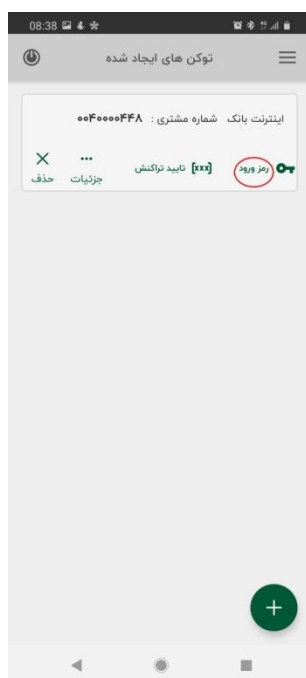 08:38
توکن های ایجاد شده
اینترنت بانک شماره مشتری : ۰۰۴۰۰۰۰۴۴۸
رمز ورود [xxx] تایید تراکنش ... جزئیات حذف